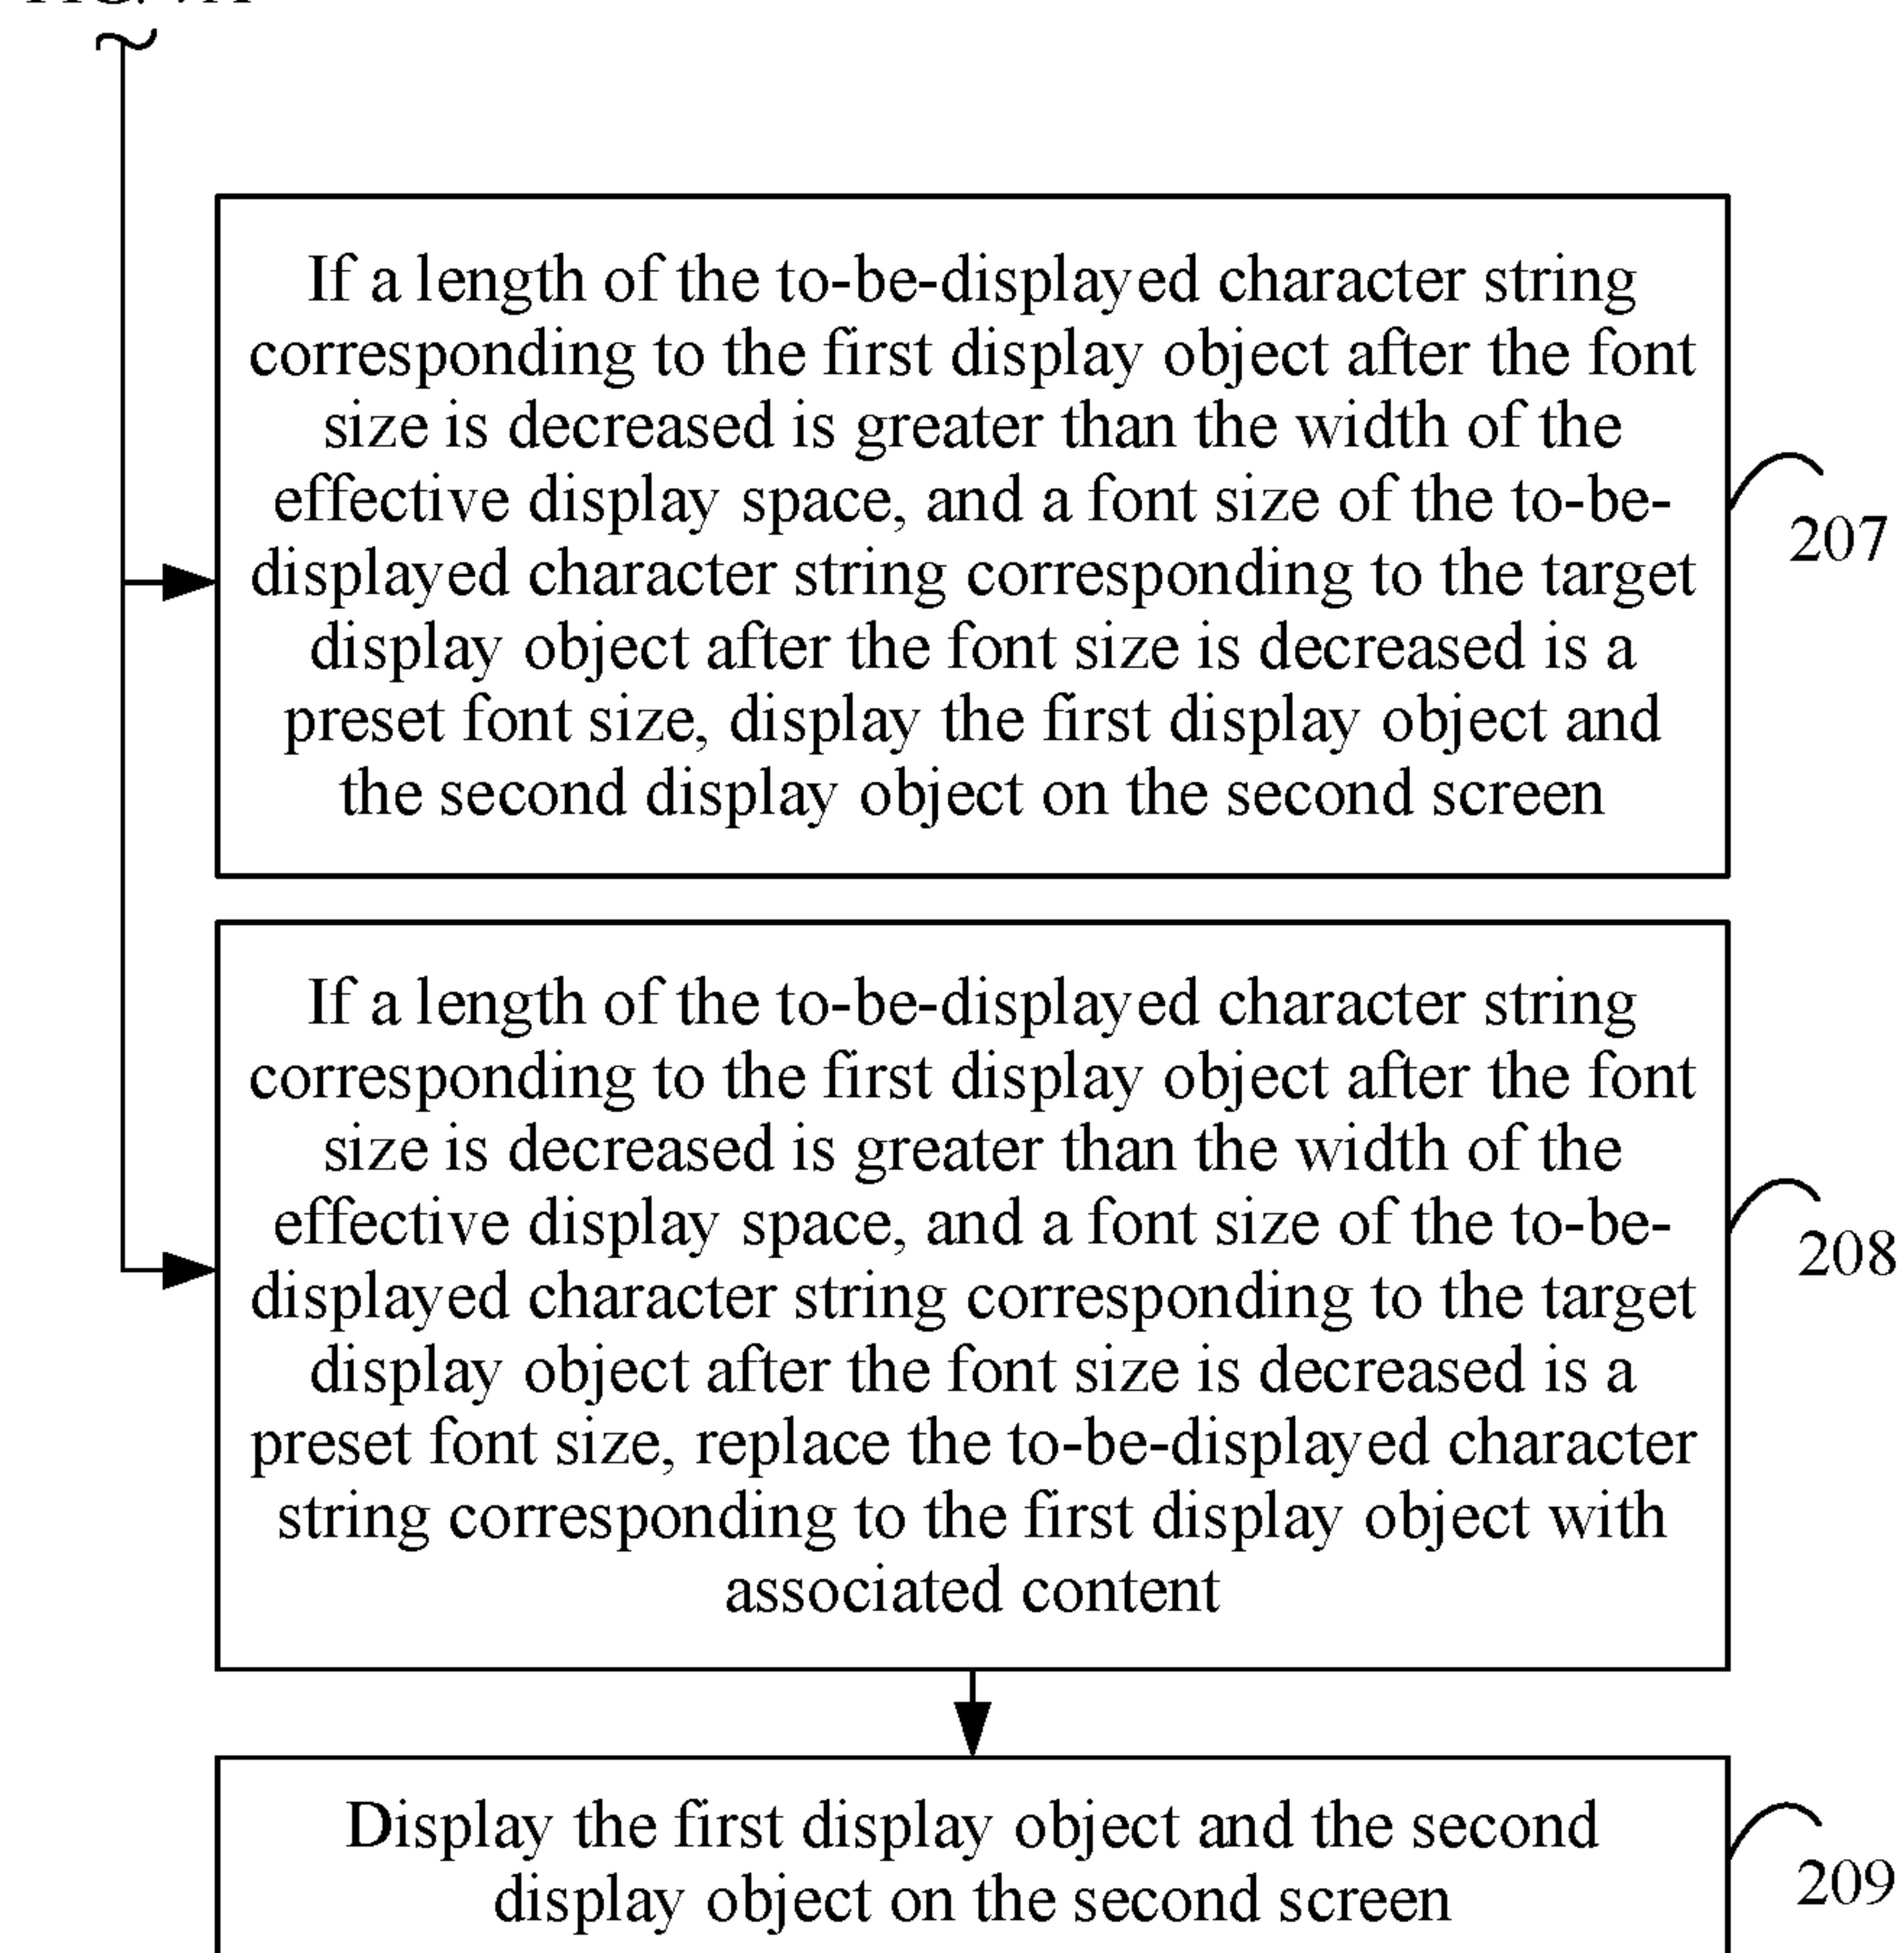 If a length of the to-be-displayed character string
corresponding to the first display object after the font
size is decreased is greater than the width of the
effective display space, and a font size of the to-be-
displayed character string corresponding to the target
display object after the font size is decreased is a
preset font size, display the first display object and
the second display object on the second screen
207
If a length of the to-be-displayed character string
corresponding to the first display object after the font
size is decreased is greater than the width of the
effective display space, and a font size of the to-be-
displayed character string corresponding to the target
display object after the font size is decreased is a
preset font size, replace the to-be-displayed character
string corresponding to the first display object with
associated content
208
Display the first display object and the second
display object on the second screen
209